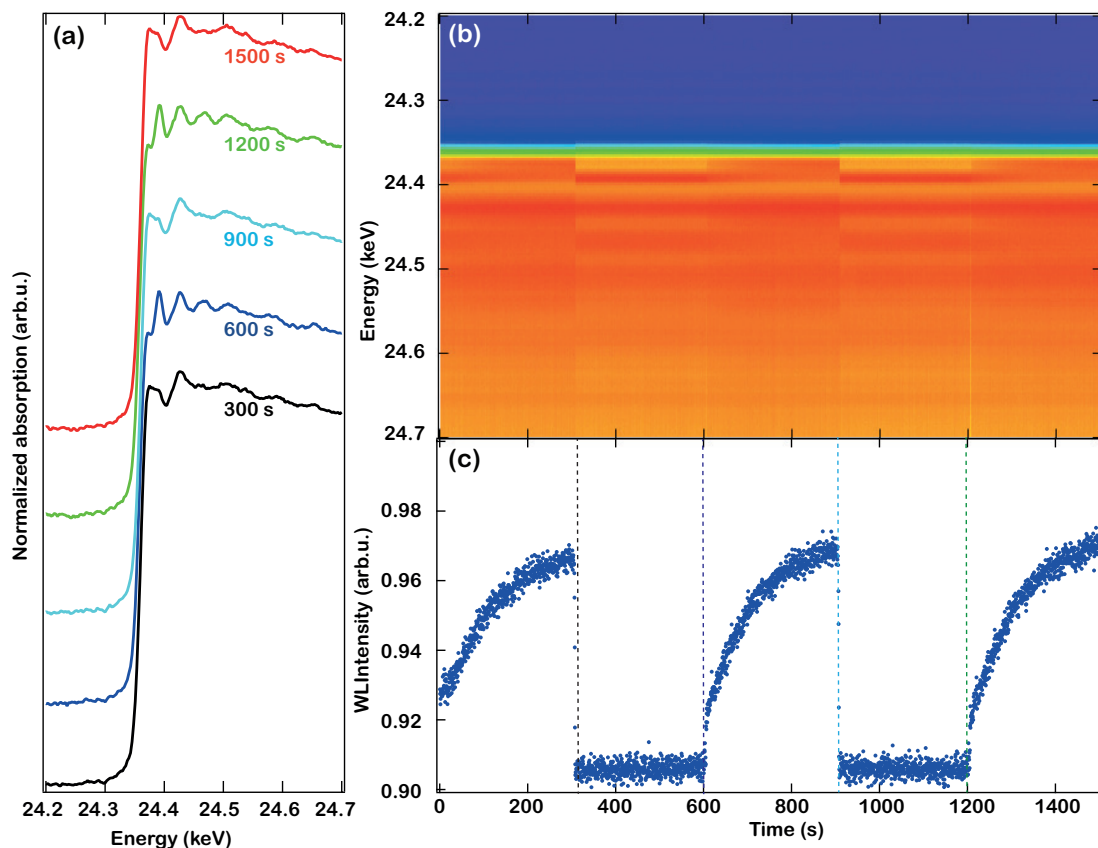 (a)
1500 s
1200 s
900 s
600 s
300 s
Normalized absorption (arb.u.)
24.2 24.3 24.4 24.5 24.6 24.7
Energy (keV)
(b)
24.2
24.3
24.4
24.5
24.6
24.7
Energy (keV)
(c)
0.98
0.96
0.94
0.92
0.90
WLIntensity (arb.u.)
0 200 400 600 800 1000 1200 1400
Time (s)